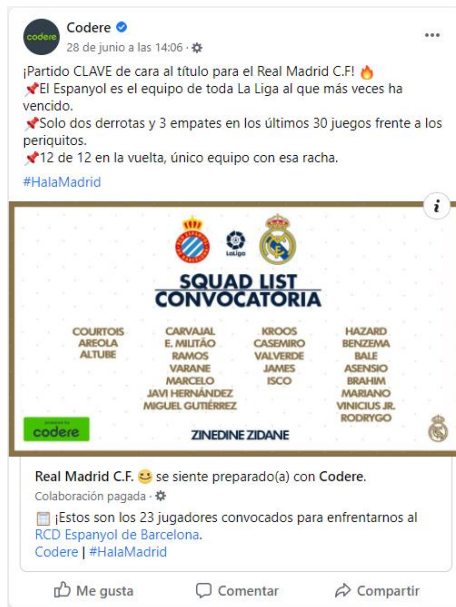 Codere
28 de junio a las 14:06 ·
¡Partido CLAVE de cara al título para el Real Madrid C.F! 🔥
📌El Espanyol es el equipo de toda La Liga al que más veces ha
vencido.
📌Solo dos derrotas y 3 empates en los últimos 30 juegos frente a los
periquitos.
📌12 de 12 en la vuelta, único equipo con esa racha.
#HalaMadrid
LaLiga
SQUAD LIST
CONVOCATORIA
COURTOIS
AREOLA
ALTUBE
CARVAJAL
E. MILITÃO
RAMOS
VARANE
MARCELO
JAVI HERNÁNDEZ
MIGUEL GUTIÉRREZ
KROOS
CASEMIRO
VALVERDE
JAMES
ISCO
HAZARD
BENZEMA
BALE
ASENSIO
BRAHIM
MARIANO
VINICIUS JR.
RODRYGO
codere
ZINEDINE ZIDANE
Real Madrid C.F. 😆 se siente preparado(a) con Codere.
Colaboración pagada ·
📋 ¡Estos son los 23 jugadores convocados para enfrentarnos al
RCD Espanyol de Barcelona.
Codere | #HalaMadrid
Me gusta
Comentar
Compartir